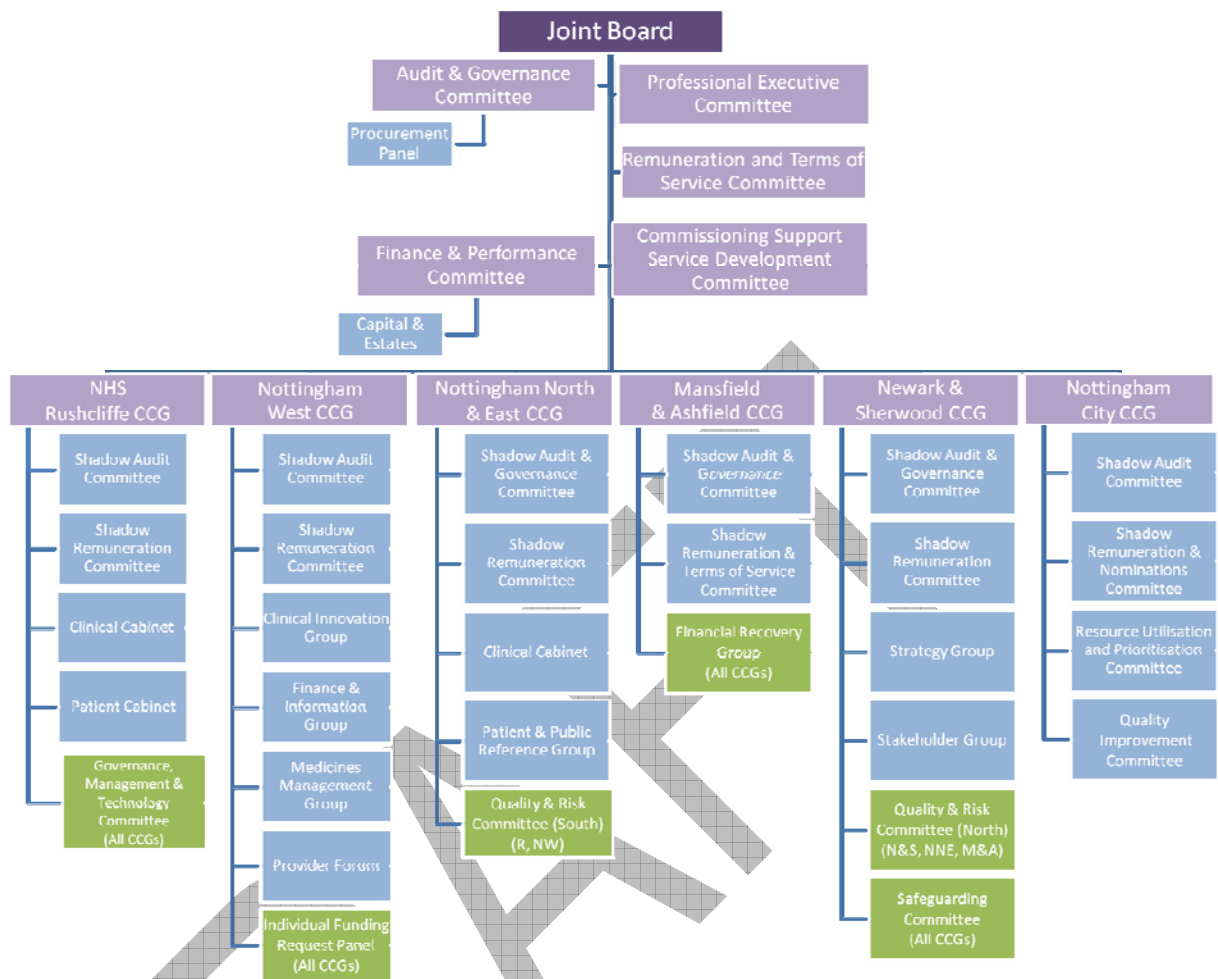 Joint Board
Audit & Governance
Committee
Professional Executive
Committee
Procurement
Panel
Remuneration and Terms of
Service Committee
Finance & Performance
Committee
Commissioning Support
Service Development
Committee
Capital &
Estates
NHS
Rushcliffe CCG
Shadow Audit
Committee
Shadow
Remuneration
Committee
Clinical Cabinet
Patient Cabinet
Governance,
Management &
Technology
Committee
(All CCGs)
Nottingham
West CCG
Shadow Audit
Committee
Shadow
Remuneration
Committee
Clinical Innovation
Group
Finance &
Information
Group
Medicines
Management
Group
Provider Forum
Individual Funding
Request Panel
(All CCGs)
Nottingham North
& East CCG
Shadow Audit &
Governance
Committee
Shadow
Remuneration
Committee
Clinical Cabinet
Patient & Public
Reference Group
Quality & Risk
Committee (South)
(R, NW)
Mansfield
& Ashfield CCG
Shadow Audit &
Governance
Committee
Shadow
Remuneration &
Terms of Service
Committee
Financial Recovery
Group
(All CCGs)
Newark &
Sherwood CCG
Shadow Audit &
Governance
Committee
Shadow
Remuneration
Committee
Strategy Group
Stakeholder Group
Quality & Risk
Committee (North)
(N&S, NNE, M&A)
Safeguarding
Committee
(All CCGs)
Nottingham
City CCG
Shadow Audit
Committee
Shadow
Remuneration &
Nominations
Committee
Resource Utilisation
and Prioritisation
Committee
Quality
Improvement
Committee